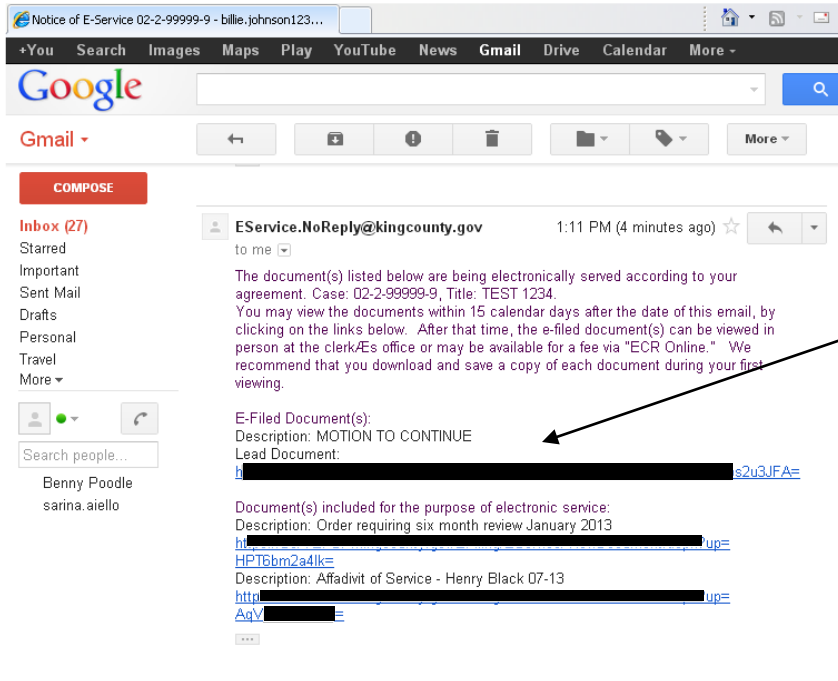 Notice of E-Service 02-2-99999-9 - billie.johnson123...
+You Search Images Maps Play YouTube News Gmail Drive Calendar More
Google
Gmail
More
COMPOSE
Inbox (27)
Starred
Important
Sent Mail
Drafts
Personal
Travel
More
Search people...
Benny Poodle
sarina.aiello
EService.NoReply@kingcounty.gov 1:11 PM (4 minutes ago)
to me
The document(s) listed below are being electronically served according to your
agreement. Case: 02-2-99999-9, Title: TEST 1234.
You may view the documents within 15 calendar days after the date of this email, by
clicking on the links below. After that time, the e-filed document(s) can be viewed in
person at the clerkÆs office or may be available for a fee via "ECR Online." We
recommend that you download and save a copy of each document during your first
viewing.
E-Filed Document(s):
Description: MOTION TO CONTINUE
Lead Document:
h s2u3JFA=
Document(s) included for the purpose of electronic service:
Description: Order requiring six month review January 2013
htt up=
HPT6bm2a4Ik=
Description: Affadivit of Service - Henry Black 07-13
http up=
AqV =